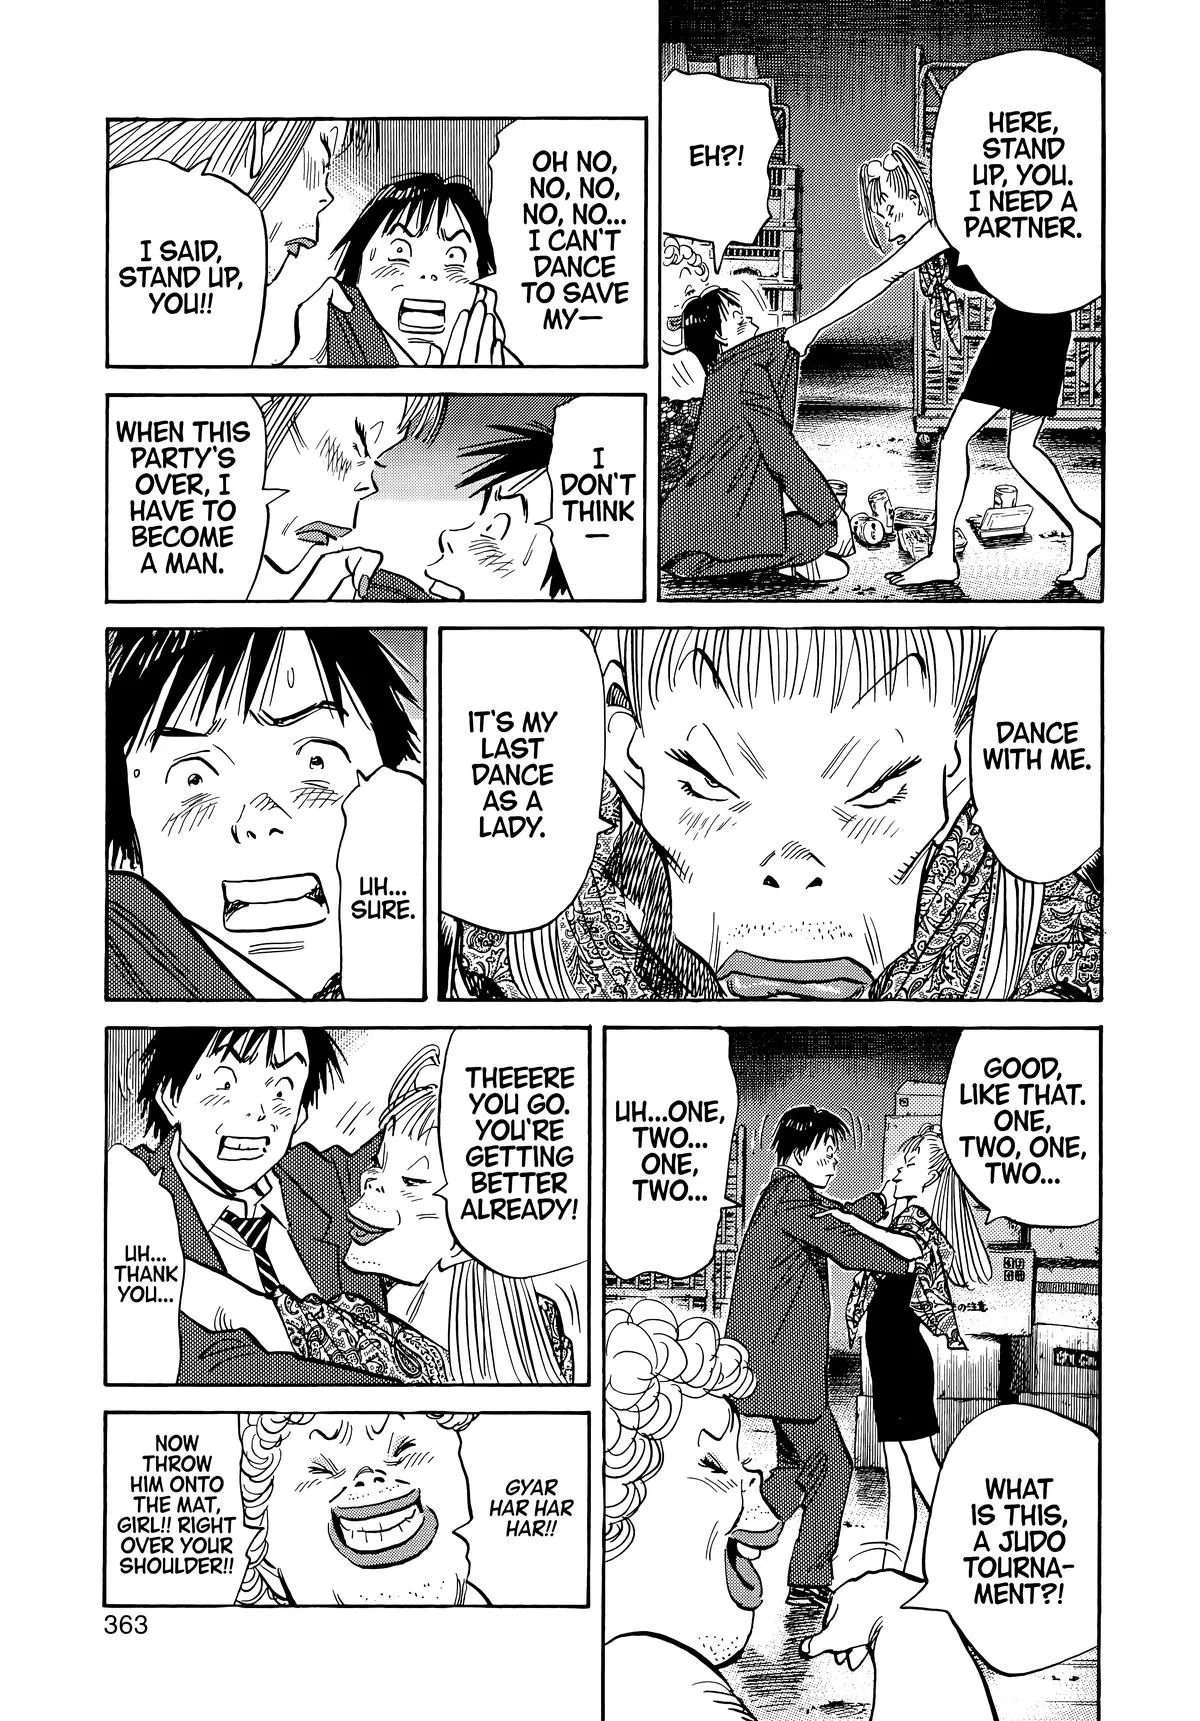 HERE,
STAND
UP, YOU.
I NEED A
PARTNER.
EH?!
OH NO,
NO, NO,
NO, NO...
I CAN'T
DANCE
TO SAVE
MY—
I SAID,
STAND UP,
YOU!!
I
DON'T
THINK
—
WHEN THIS
PARTY'S
OVER, I
HAVE TO
BECOME
A MAN.
DANCE
WITH ME.
IT'S MY
LAST
DANCE
AS A
LADY.
UH...
SURE.
GOOD,
LIKE THAT.
ONE,
TWO, ONE,
TWO...
UH...ONE,
TWO...
ONE,
TWO...
の注意
WHAT
IS THIS,
A JUDO
TOURNA-
MENT?!
THEEERE
YOU GO.
YOU'RE
GETTING
BETTER
ALREADY!
UH...
THANK
YOU...
GYAR
HAR HAR
HAR!!
NOW
THROW
HIM ONTO
THE MAT,
GIRL!! RIGHT
OVER YOUR
SHOULDER!!
363